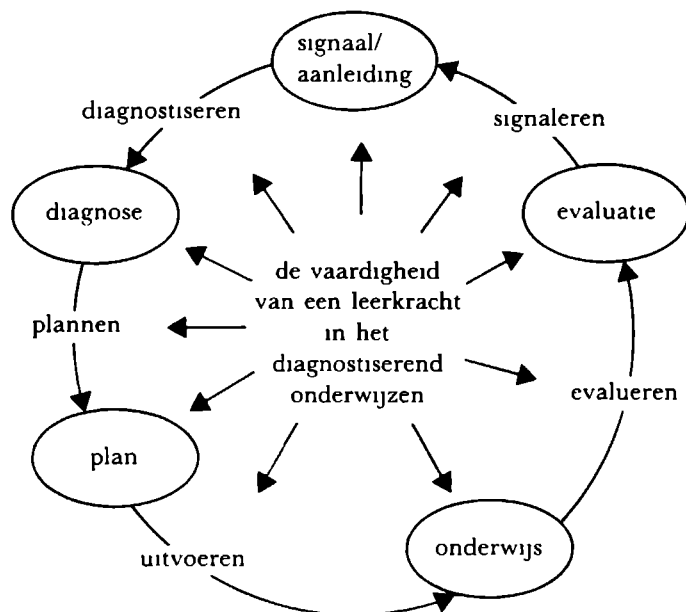 signaal/
aanleiding
diagnostiseren
signaleren
diagnose
evaluatie
de vaardigheid
van een leerkracht
in het
diagnostiserend
onderwijzen
plannen
evalueren
plan
onderwijs
uitvoeren